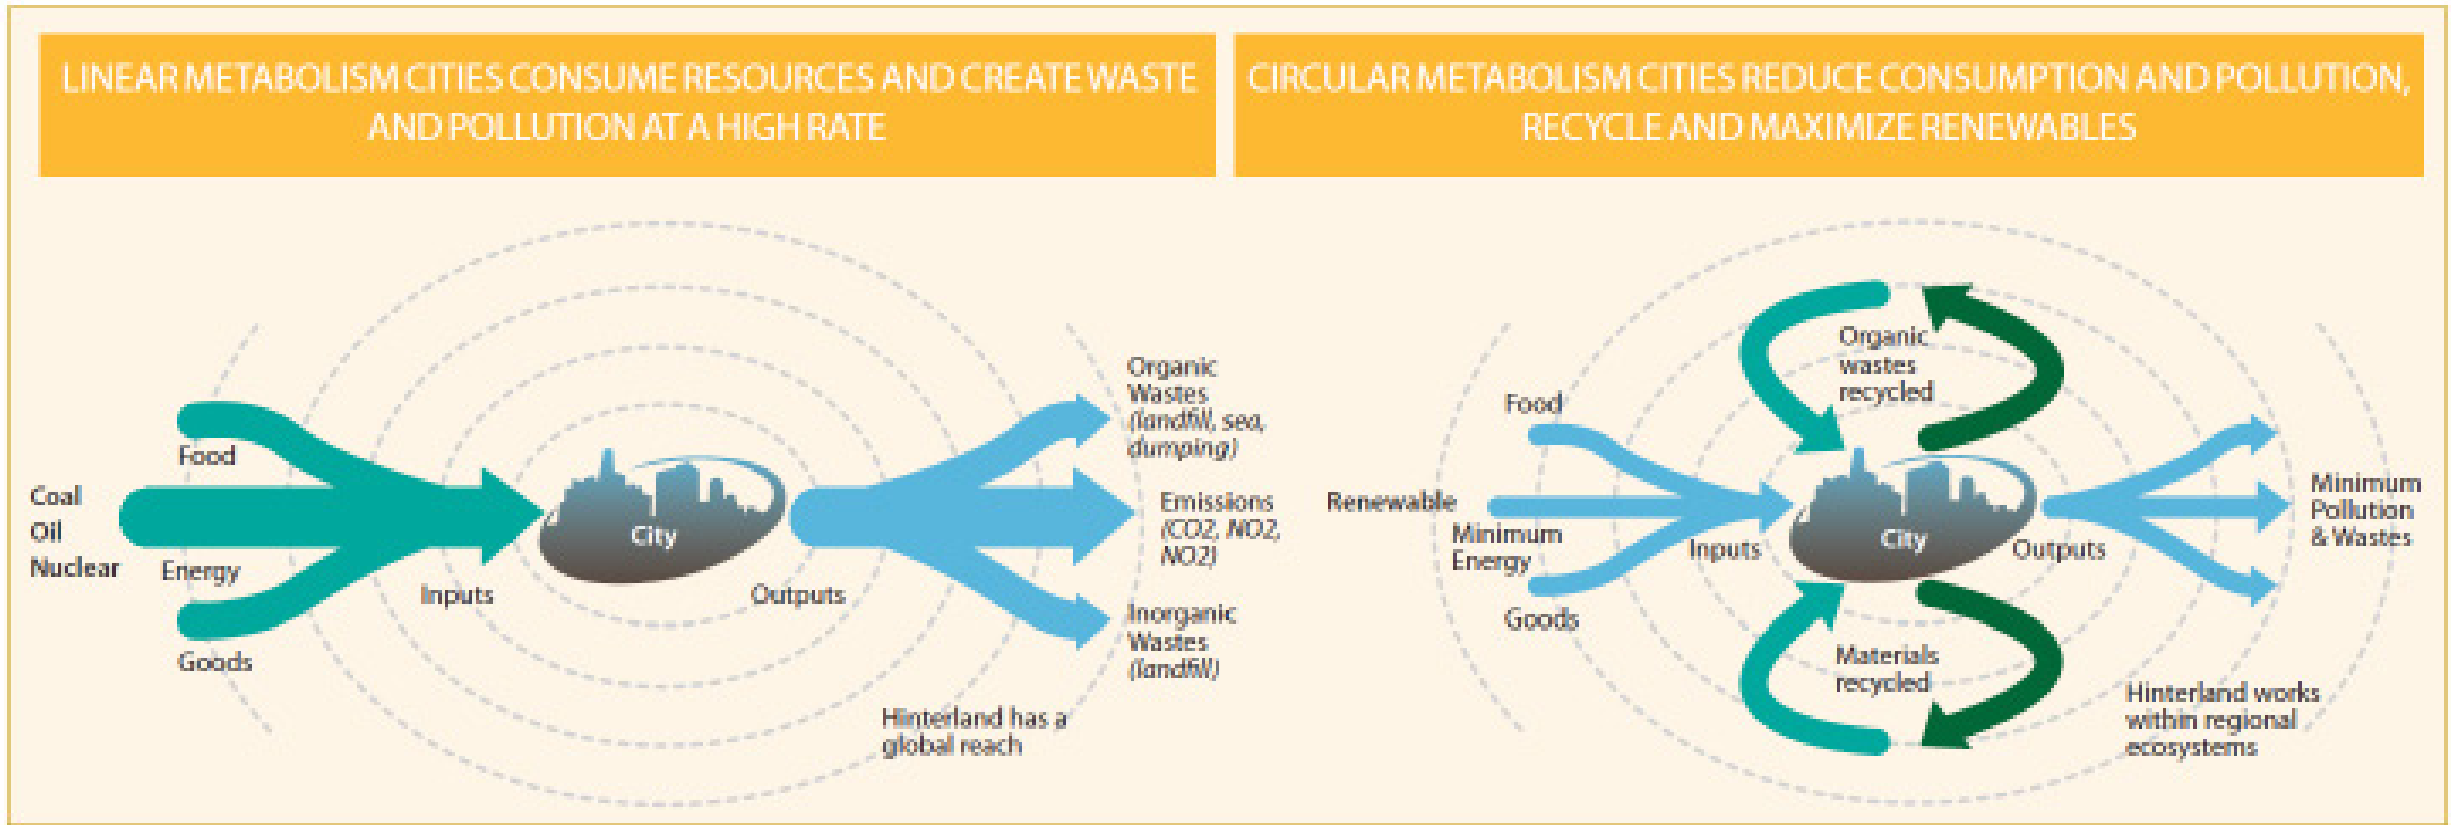 LINEAR METABOLISM CITIES CONSUME RESOURCES AND CREATE WASTE
AND POLLUTION AT A HIGH RATE
Food
Coal
Oil
Nuclear
Energy
Goods
Inputs
City
Outputs
Organic
Wastes
(landfill, sea,
dumping)
Emissions
(CO2, NO2,
NO2)
Inorganic
Wastes
(landfill)
Hinterland has a
global reach
CIRCULAR METABOLISM CITIES REDUCE CONSUMPTION AND POLLUTION,
RECYCLE AND MAXIMIZE RENEWABLES
Organic
wastes
recycled
Food
Renewable
Minimum
Energy
Goods
Inputs
City
Outputs
Minimum
Pollution
& Wastes
Materials
recycled
Hinterland works
within regional
ecosystems